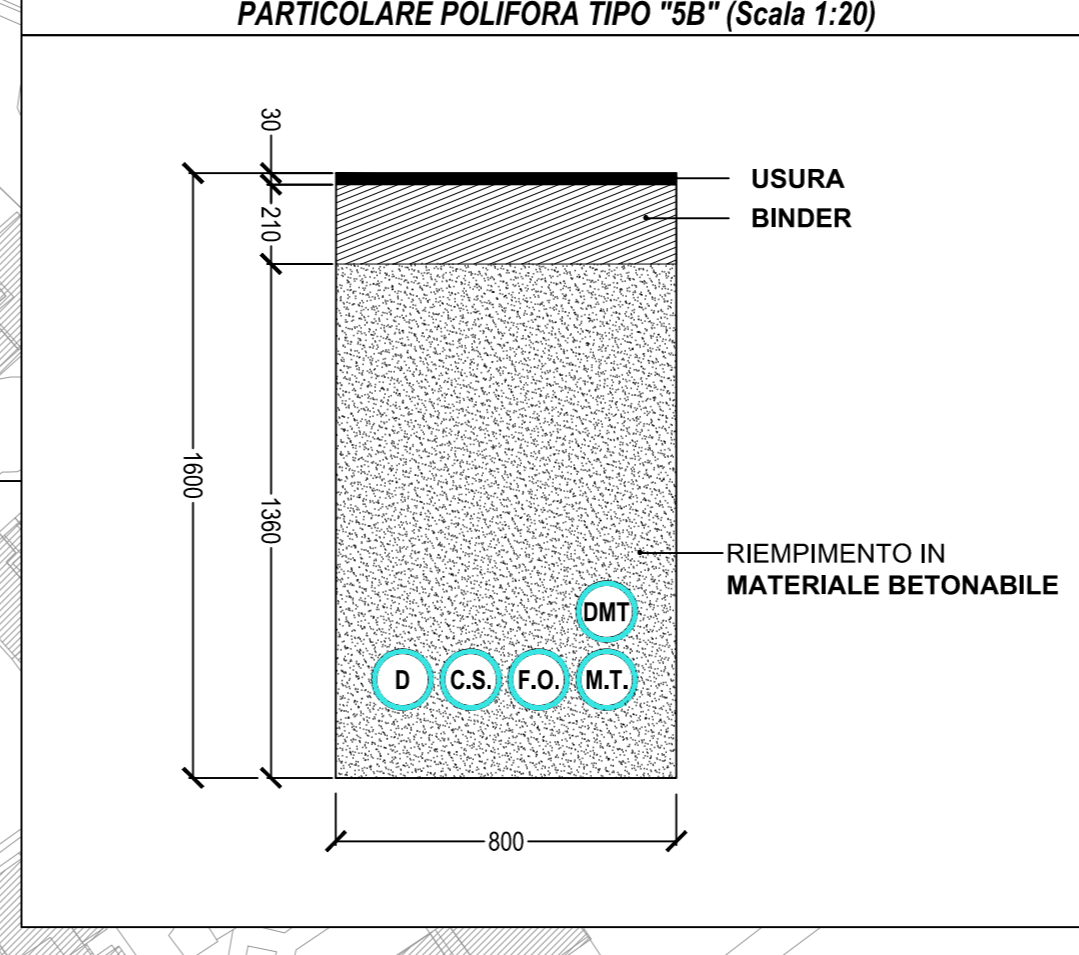 PARTICOLARE POLIFORA TIPO "5B" (Scala 1:20)
30
USURA
210
BINDER
1600
1360
RIEMPIMENTO IN
MATERIALE BETONABILE
DMT
D
C.S.
F.O.
M.T.
800